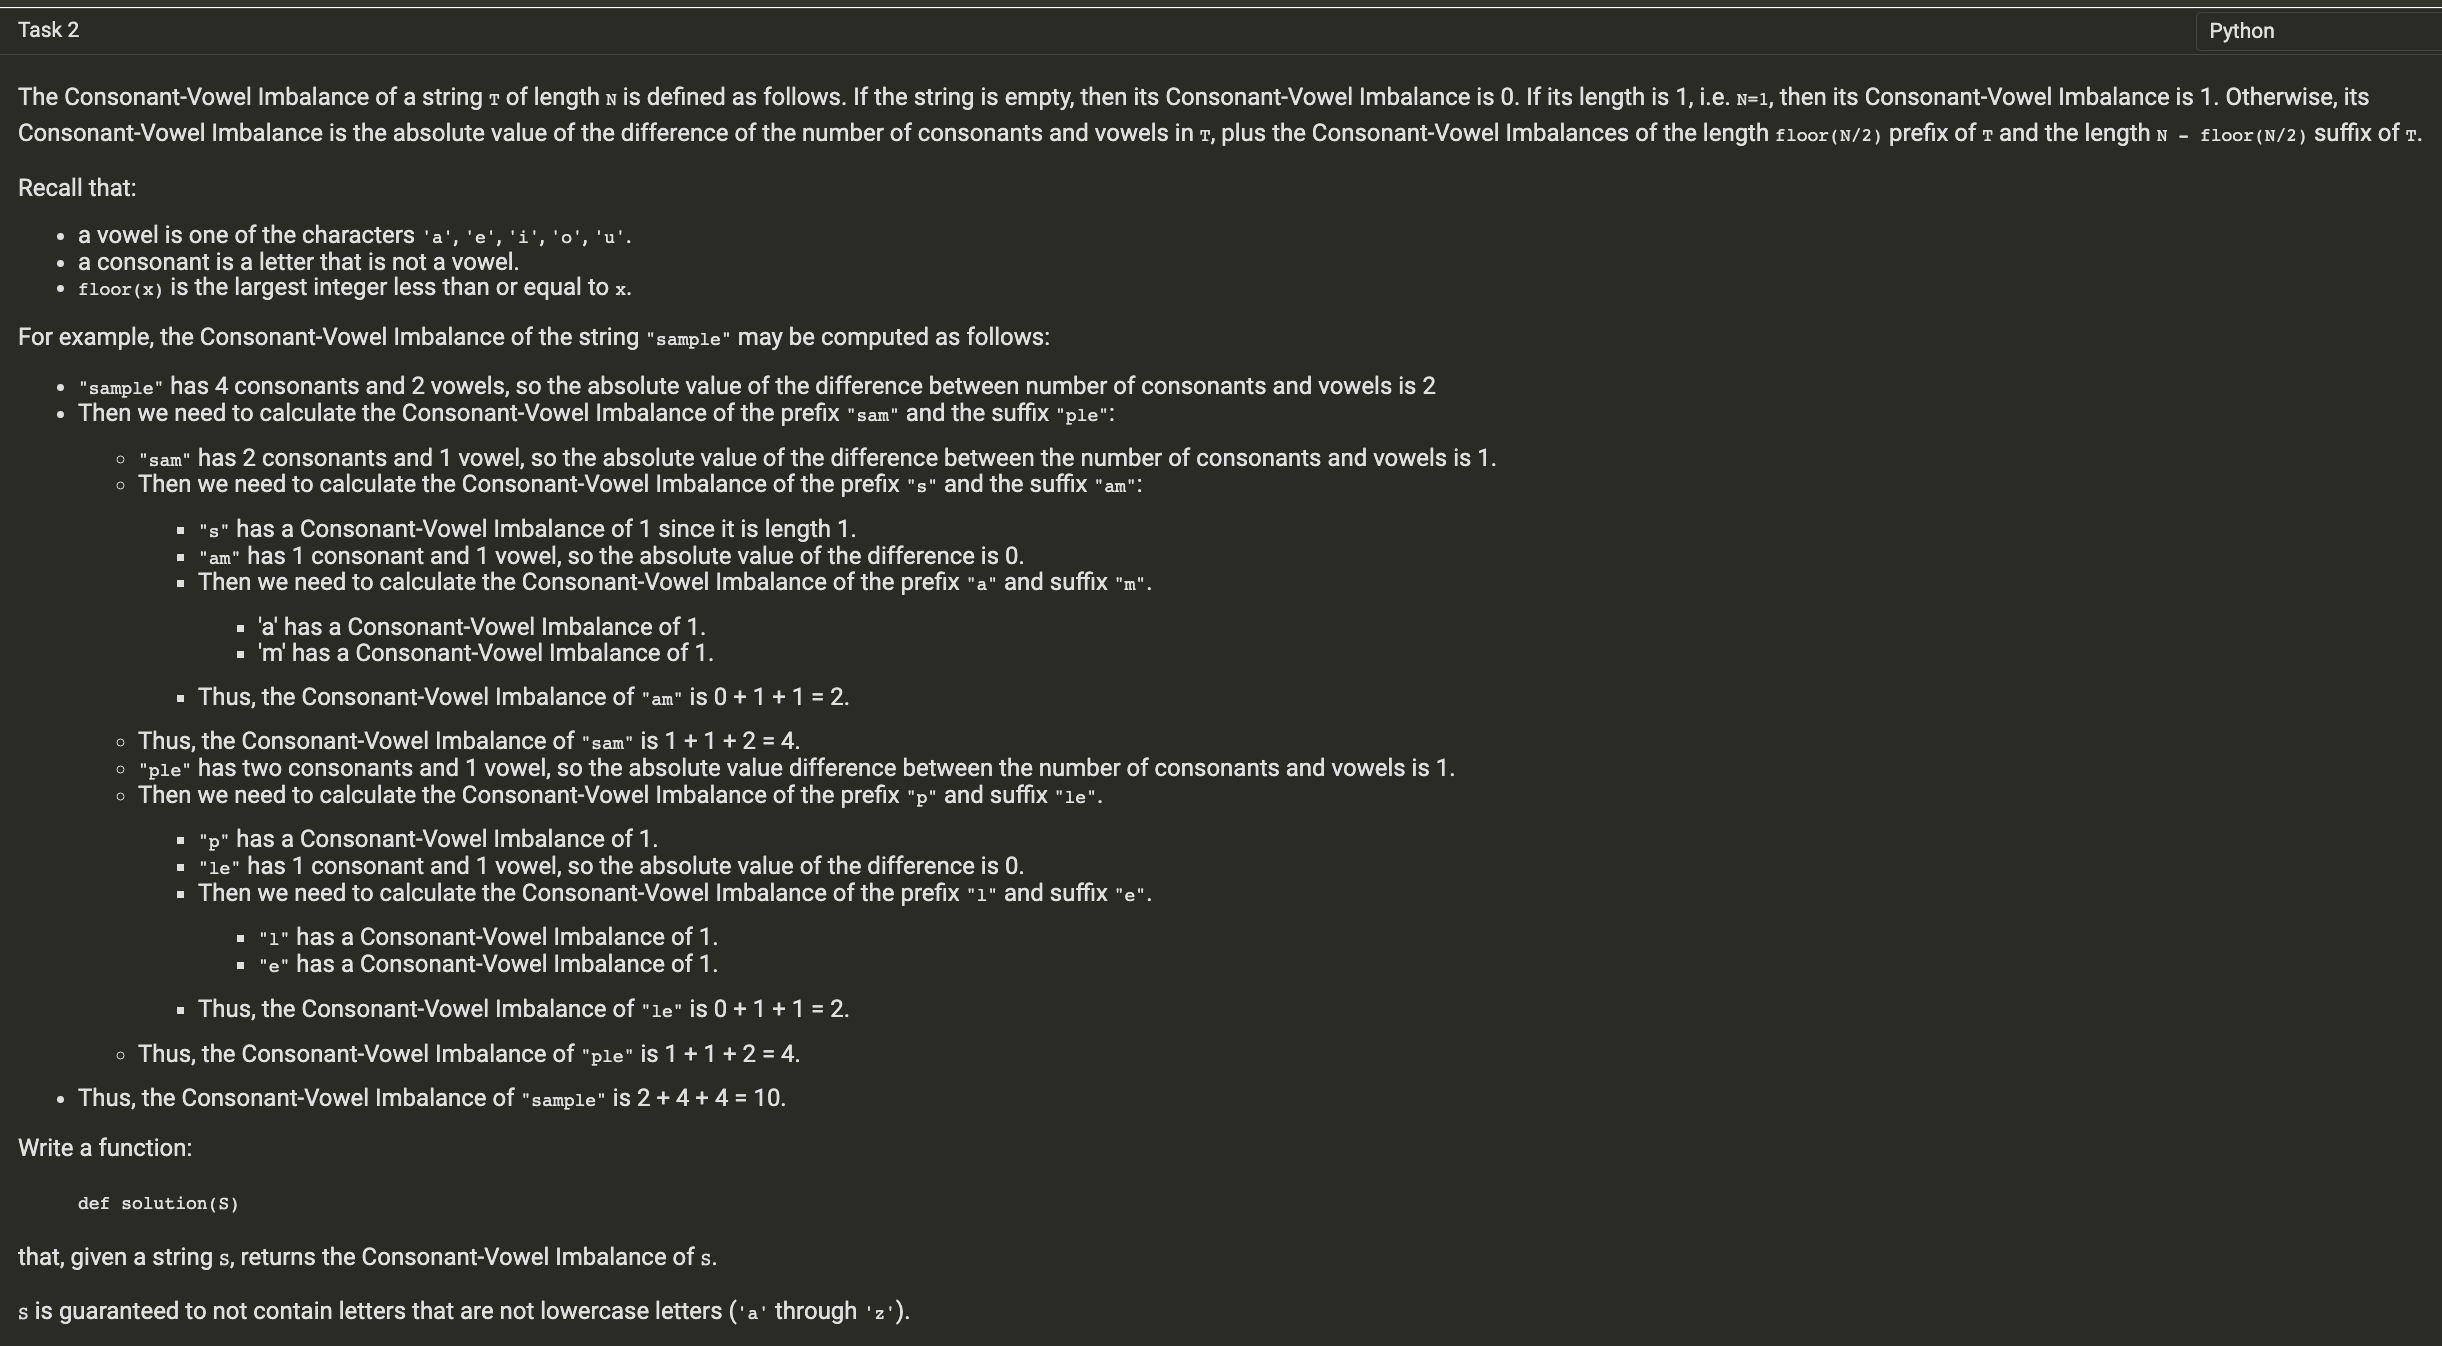 Task 2
Python
The Consonant-Vowel Imbalance of a string T of length N is defined as follows. If the string is empty, then its Consonant-Vowel Imbalance is 0. If its length is 1, i.e. N=1, then its Consonant-Vowel Imbalance is 1. Otherwise, its
Consonant-Vowel Imbalance is the absolute value of the difference of the number of consonants and vowels in T, plus the Consonant-Vowel Imbalances of the length floor(N/2) prefix of T and the length N - floor(N/2) suffix of T.
Recall that:
• a vowel is one of the characters 'a', 'e', 'i', 'o', 'u'.
• a consonant is a letter that is not a vowel.
• floor(x) is the largest integer less than or equal to x.
For example, the Consonant-Vowel Imbalance of the string "sample" may be computed as follows:
• "sample" has 4 consonants and 2 vowels, so the absolute value of the difference between number of consonants and vowels is 2
• Then we need to calculate the Consonant-Vowel Imbalance of the prefix "sam" and the suffix "ple":
◦ "sam" has 2 consonants and 1 vowel, so the absolute value of the difference between the number of consonants and vowels is 1.
◦ Then we need to calculate the Consonant-Vowel Imbalance of the prefix "s" and the suffix "am":
▪ "s" has a Consonant-Vowel Imbalance of 1 since it is length 1.
▪ "am" has 1 consonant and 1 vowel, so the absolute value of the difference is 0.
▪ Then we need to calculate the Consonant-Vowel Imbalance of the prefix "a" and suffix "m".
▪ 'a' has a Consonant-Vowel Imbalance of 1.
▪ 'm' has a Consonant-Vowel Imbalance of 1.
▪ Thus, the Consonant-Vowel Imbalance of "am" is 0 + 1 + 1 = 2.
◦ Thus, the Consonant-Vowel Imbalance of "sam" is 1 + 1 + 2 = 4.
◦ "ple" has two consonants and 1 vowel, so the absolute value difference between the number of consonants and vowels is 1.
◦ Then we need to calculate the Consonant-Vowel Imbalance of the prefix "p" and suffix "le".
▪ "p" has a Consonant-Vowel Imbalance of 1.
▪ "le" has 1 consonant and 1 vowel, so the absolute value of the difference is 0.
▪ Then we need to calculate the Consonant-Vowel Imbalance of the prefix "l" and suffix "e".
▪ "l" has a Consonant-Vowel Imbalance of 1.
▪ "e" has a Consonant-Vowel Imbalance of 1.
▪ Thus, the Consonant-Vowel Imbalance of "le" is 0 + 1 + 1 = 2.
◦ Thus, the Consonant-Vowel Imbalance of "ple" is 1 + 1 + 2 = 4.
• Thus, the Consonant-Vowel Imbalance of "sample" is 2 + 4 + 4 = 10.
Write a function:
def solution(S)
that, given a string S, returns the Consonant-Vowel Imbalance of S.
S is guaranteed to not contain letters that are not lowercase letters ('a' through 'z').